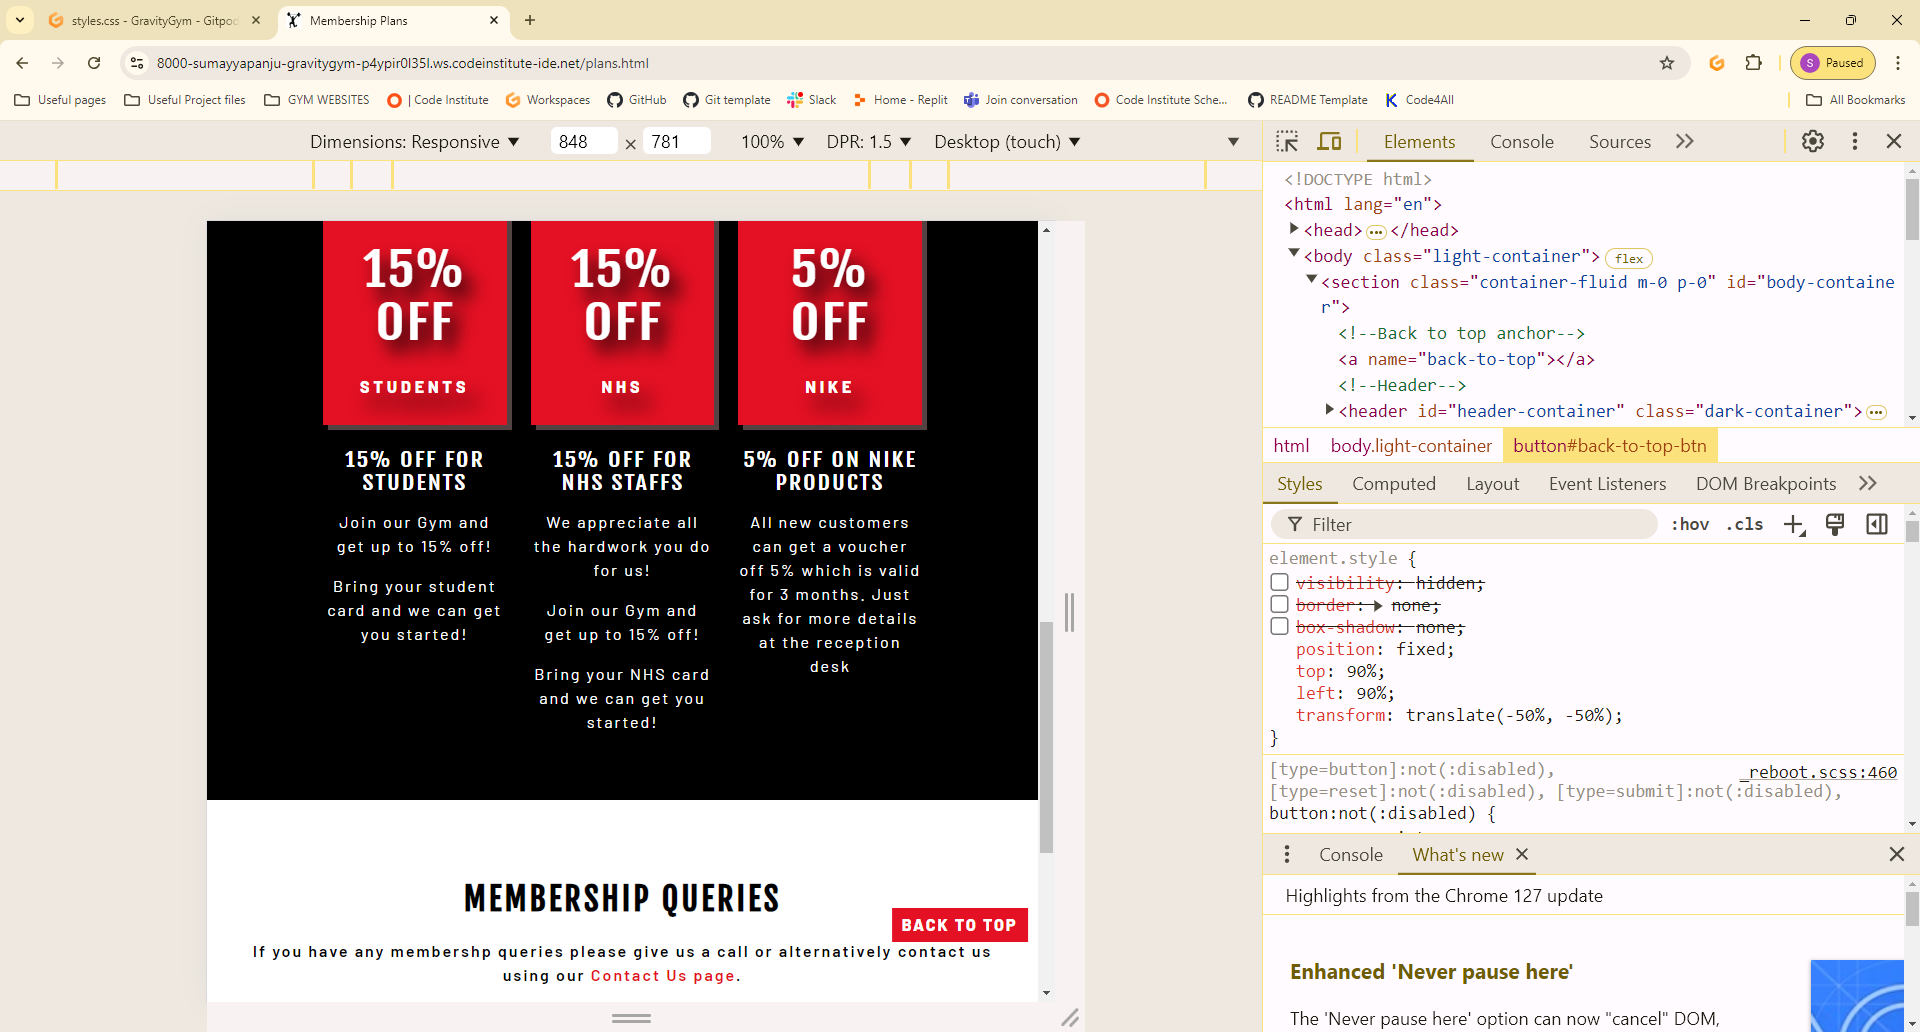 styles.css - GravityGym - Gitpod
Membership Plans
8000-sumayyapanju-gravitygym-p4ypir0l35l.ws.codeinstitute-ide.net/plans.html
S
Paused
Useful pages
Useful Project files
GYM WEBSITES
| Code Institute
Workspaces
GitHub
Git template
Slack
Home - Replit
Join conversation
Code Institute Sche...
README Template
Code4All
All Bookmarks
Dimensions: Responsive
848
×
781
100%
DPR: 1.5
Desktop (touch)
15%
OFF
STUDENTS
15%
OFF
NHS
5%
OFF
NIKE
15% OFF FOR
STUDENTS
Join our Gym and
get up to 15% off!
Bring your student
card and we can get
you started!
15% OFF FOR
NHS STAFFS
We appreciate all
the hardwork you do
for us!
Join our Gym and
get up to 15% off!
Bring your NHS card
and we can get you
started!
5% OFF ON NIKE
PRODUCTS
All new customers
can get a voucher
off 5% which is valid
for 3 months. Just
ask for more details
at the reception
desk
MEMBERSHIP QUERIES
BACK TO TOP
If you have any membershp queries please give us a call or alternatively contact us
using our Contact Us page.
Elements
Console
Sources
<!DOCTYPE html>
<html lang="en">
<head>…</head>
<body class="light-container"> flex
<section class="container-fluid m-0 p-0" id="body-containe
r">
<!--Back to top anchor-->
<a name="back-to-top"></a>
<!--Header-->
<header id="header-container" class="dark-container">…
html
body.light-container
button#back-to-top-btn
Styles
Computed
Layout
Event Listeners
DOM Breakpoints
Filter
:hov
.cls
element.style {
visibility: hidden;
border: none;
box-shadow: none;
position: fixed;
top: 90%;
left: 90%;
transform: translate(-50%, -50%);
}
[type=button]:not(:disabled),
_reboot.scss:460
[type=reset]:not(:disabled), [type=submit]:not(:disabled),
button:not(:disabled) {
Console
What's new
Highlights from the Chrome 127 update
Enhanced 'Never pause here'
The 'Never pause here' option can now "cancel" DOM,